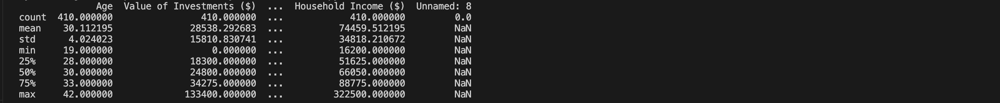 Age  Value of Investments ($)  ...  Household Income ($)  Unnamed: 8
count  410.000000  410.000000  ...  410.000000  0.0
mean  30.112195  28538.292683  ...  74459.512195  NaN
std  4.024023  15810.830741  ...  34818.210672  NaN
min  19.000000  0.000000  ...  16200.000000  NaN
25%  28.000000  18300.000000  ...  51625.000000  NaN
50%  30.000000  24800.000000  ...  66050.000000  NaN
75%  33.000000  34275.000000  ...  88775.000000  NaN
max  42.000000  133400.000000  ...  322500.000000  NaN